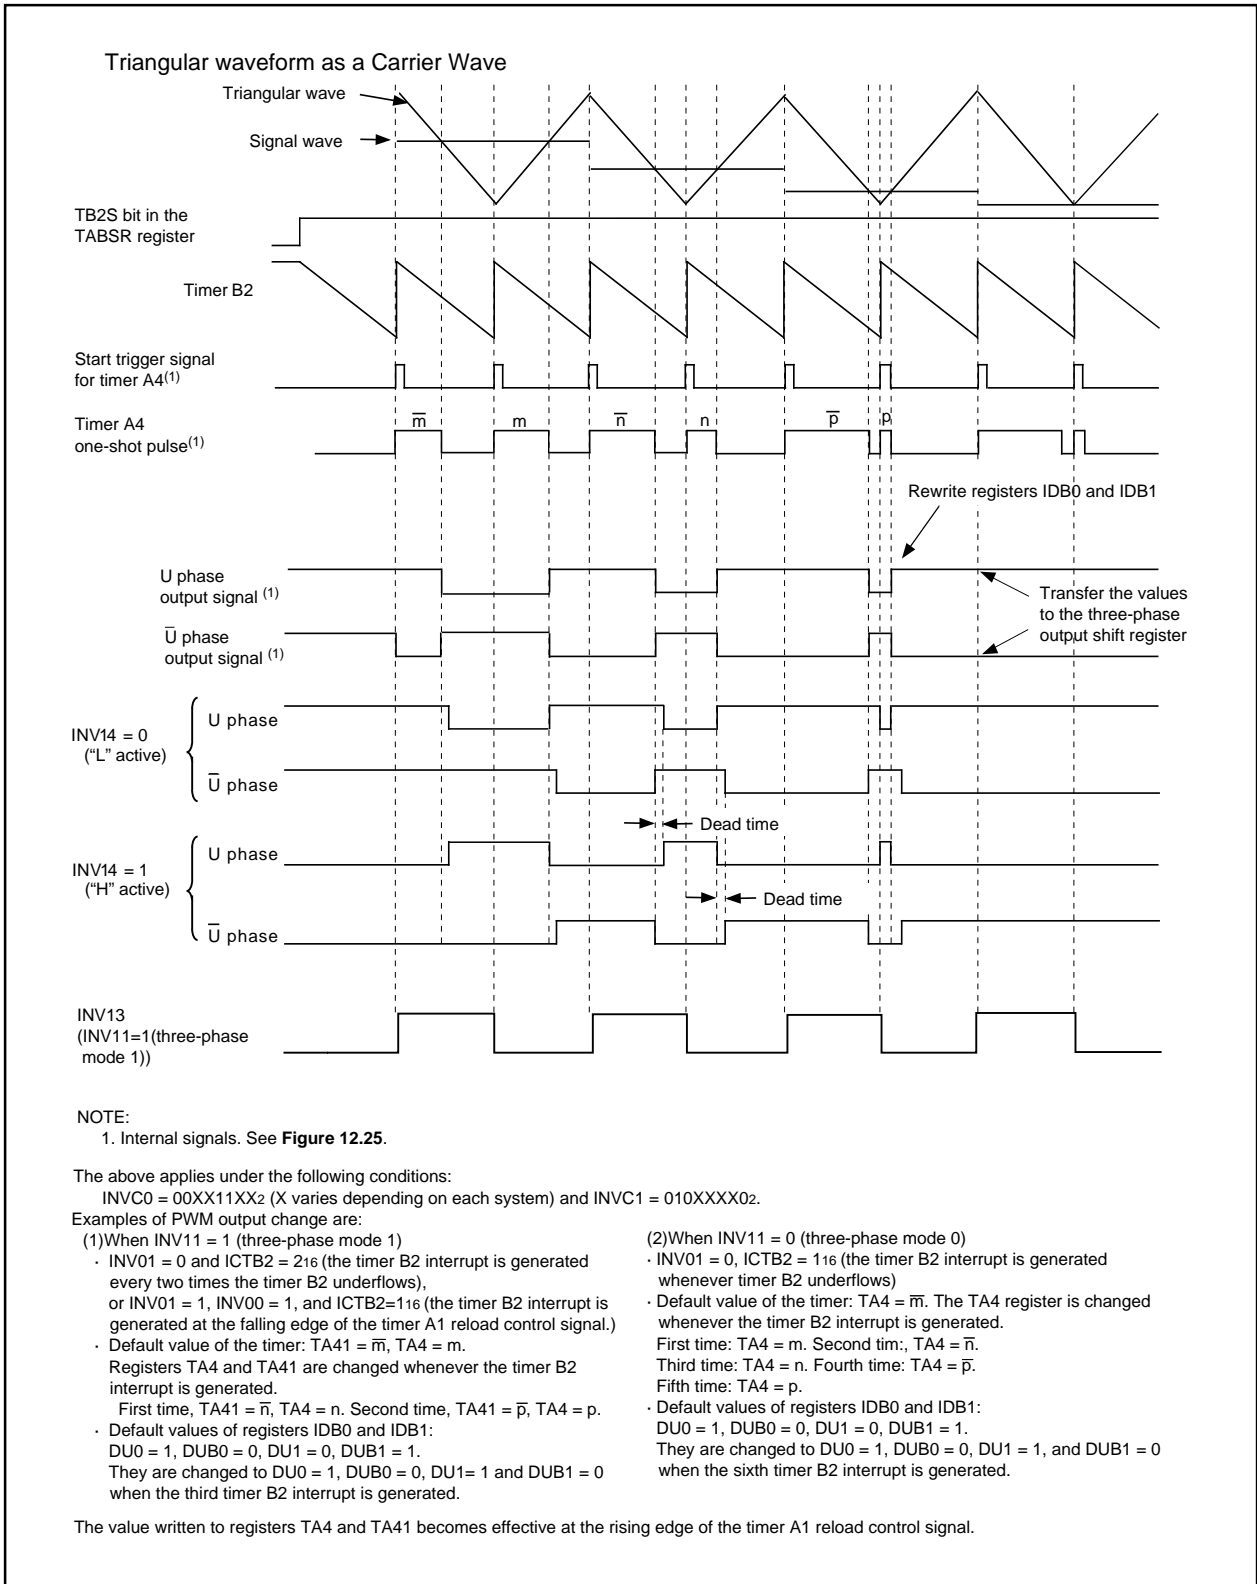 Triangular waveform as a Carrier Wave
Triangular wave
Signal wave
TB2S bit in the
TABSR register
Timer B2
Start trigger signal
for timer A4(1)
Timer A4
one-shot pulse(1)
m̅
m
n̅
n
p̅
p
Rewrite registers IDB0 and IDB1
U phase
output signal (1)
Transfer the values
to the three-phase
output shift register
U̅ phase
output signal (1)
INV14 = 0
("L" active)
U phase
U̅ phase
Dead time
INV14 = 1
("H" active)
U phase
Dead time
U̅ phase
INV13
(INV11=1(three-phase
mode 1))
NOTE:
1. Internal signals. See Figure 12.25.
The above applies under the following conditions:
INVC0 = 00XX11XX2 (X varies depending on each system) and INVC1 = 010XXXX02.
Examples of PWM output change are:
(1)When INV11 = 1 (three-phase mode 1)
· INV01 = 0 and ICTB2 = 216 (the timer B2 interrupt is generated
every two times the timer B2 underflows),
or INV01 = 1, INV00 = 1, and ICTB2=116 (the timer B2 interrupt is
generated at the falling edge of the timer A1 reload control signal.)
· Default value of the timer: TA41 = m̅, TA4 = m.
Registers TA4 and TA41 are changed whenever the timer B2
interrupt is generated.
First time, TA41 = n̅, TA4 = n. Second time, TA41 = p̅, TA4 = p.
· Default values of registers IDB0 and IDB1:
DU0 = 1, DUB0 = 0, DU1 = 0, DUB1 = 1.
They are changed to DU0 = 1, DUB0 = 0, DU1= 1 and DUB1 = 0
when the third timer B2 interrupt is generated.
(2)When INV11 = 0 (three-phase mode 0)
· INV01 = 0, ICTB2 = 116 (the timer B2 interrupt is generated
whenever timer B2 underflows)
· Default value of the timer: TA4 = m̅. The TA4 register is changed
whenever the timer B2 interrupt is generated.
First time: TA4 = m. Second tim:, TA4 = n̅.
Third time: TA4 = n. Fourth time: TA4 = p̅.
Fifth time: TA4 = p.
· Default values of registers IDB0 and IDB1:
DU0 = 1, DUB0 = 0, DU1 = 0, DUB1 = 1.
They are changed to DU0 = 1, DUB0 = 0, DU1 = 1, and DUB1 = 0
when the sixth timer B2 interrupt is generated.
The value written to registers TA4 and TA41 becomes effective at the rising edge of the timer A1 reload control signal.